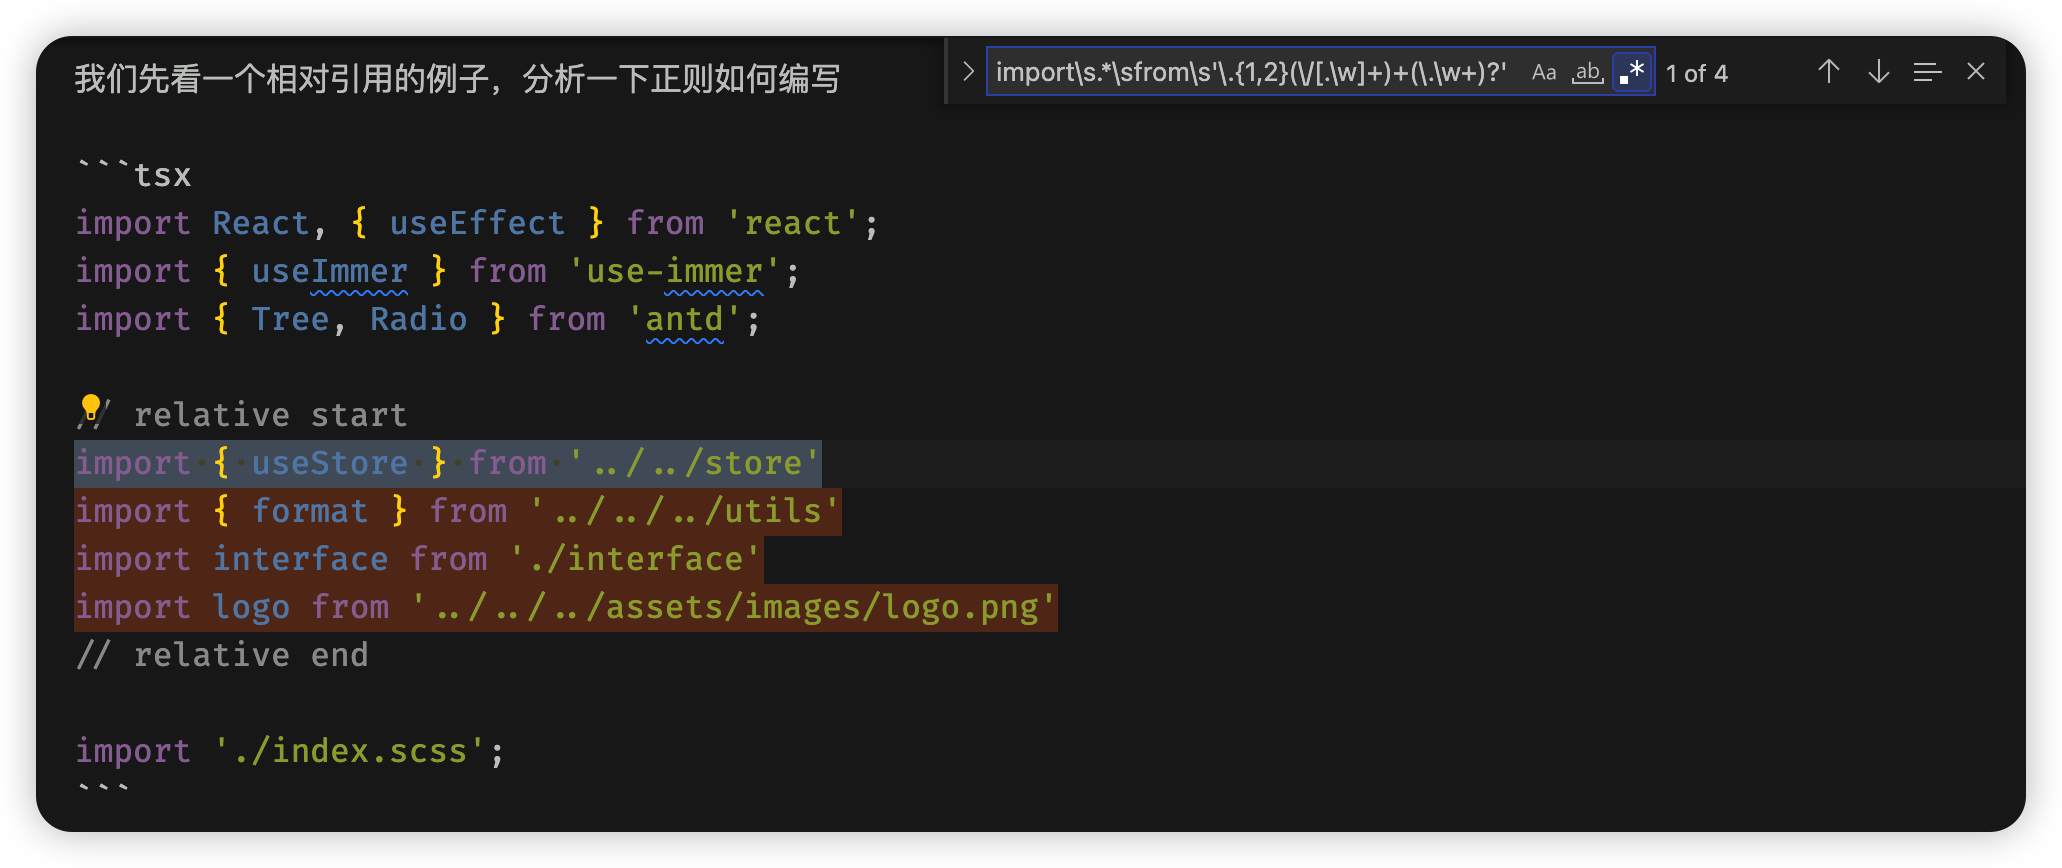 我们先看一个相对引用的例子，分析一下正则如何编写
import\s.*\sfrom\s'\.{1,2}(\/[.\w]+)+(\.\w+)?'
Aa
ab
.*
1 of 4
```tsx
import React, { useEffect } from 'react';
import { useImmer } from 'use-immer';
import { Tree, Radio } from 'antd';
// relative start
import { useStore } from '../../store'
import { format } from '../../../utils'
import interface from './interface'
import logo from '../../../assets/images/logo.png'
// relative end
import './index.scss';
```